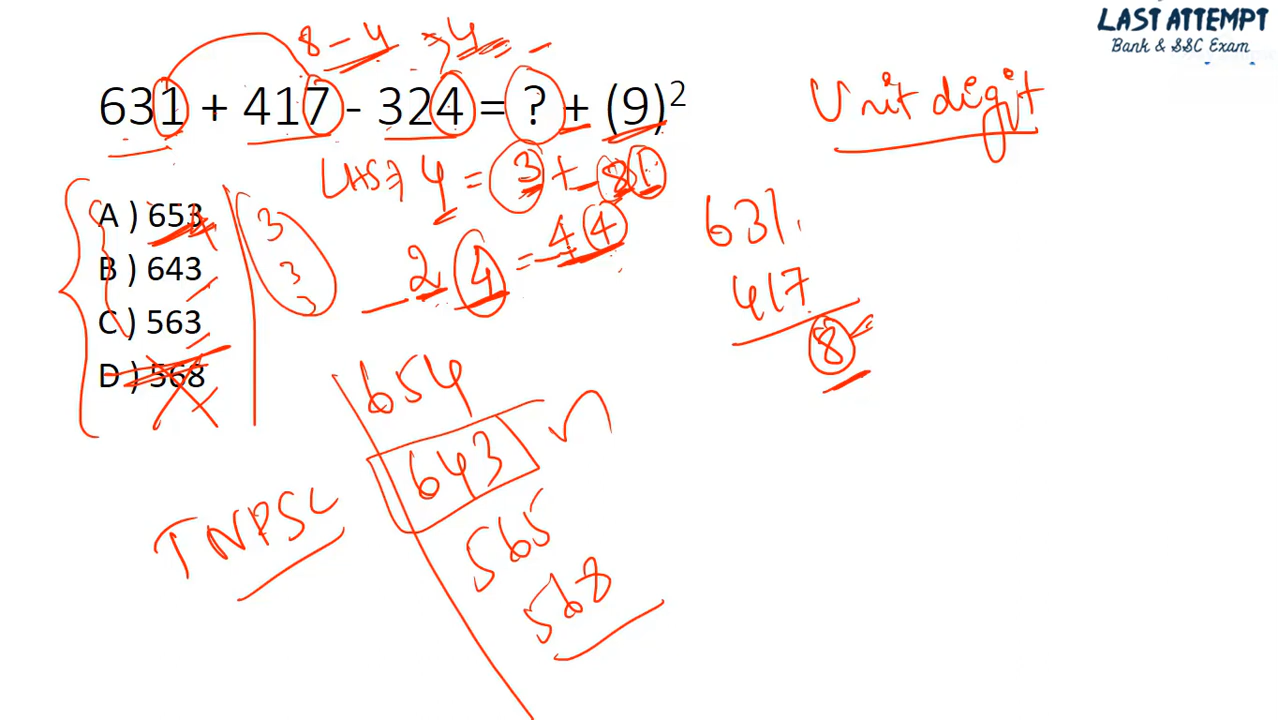 LAST ATTEMPT
Bank & SSC Exam
8 - 4 ⇒ 4
631 + 417 - 324 = ? + (9)²
Unit digit
LHS ⇒ 4 = 3 + 81
A ) 653
B ) 643
C ) 563
D ) 568
3
3
3
2 4 = 4 4
631
417
8
654
643
565
568
TNPSC